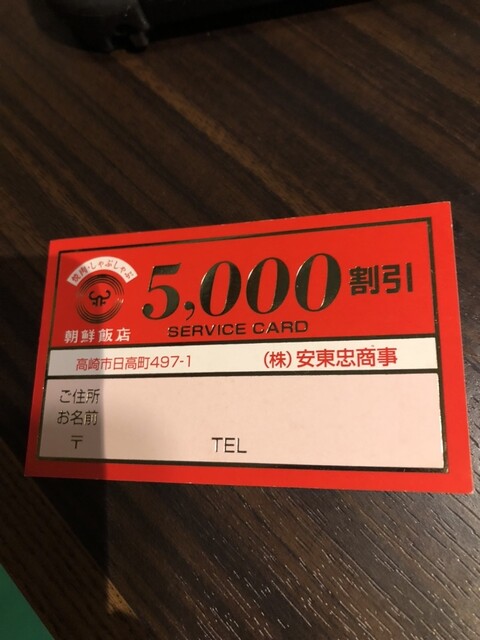 焼肉・しゃぶしゃぶ
朝鮮飯店
5,000割引
SERVICE CARD
高崎市日高町497-1 (株)安東忠商事
ご住所
お名前
〒 TEL